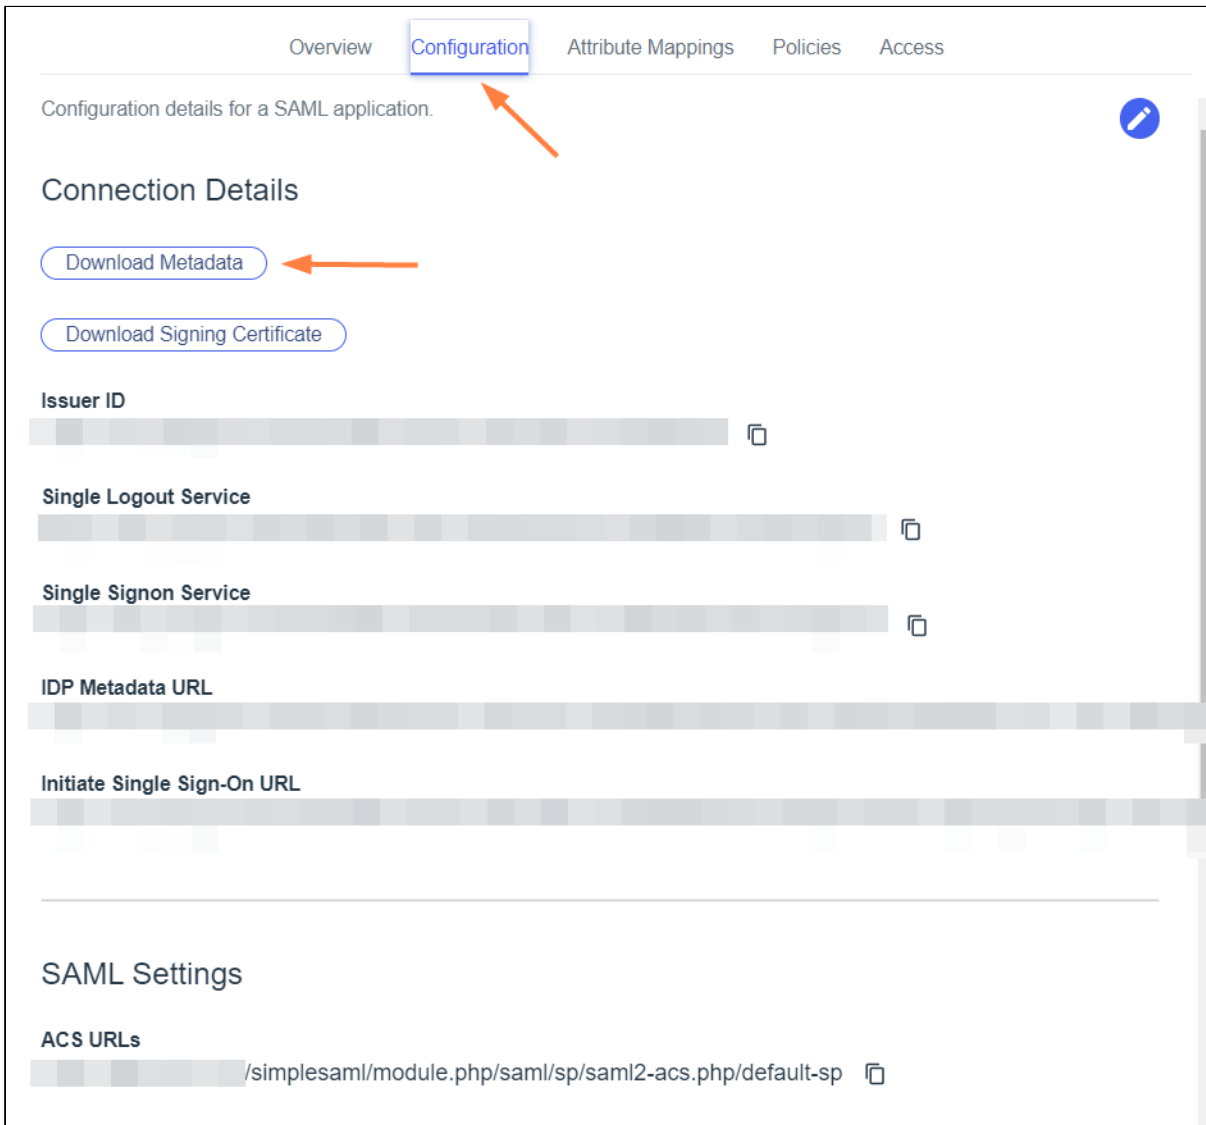 Overview Configuration Attribute Mappings Policies Access
Configuration details for a SAML application.
Connection Details
Download Metadata
Download Signing Certificate
Issuer ID
Single Logout Service
Single Signon Service
IDP Metadata URL
Initiate Single Sign-On URL
SAML Settings
ACS URLs
/simplesaml/module.php/saml/sp/saml2-acs.php/default-sp